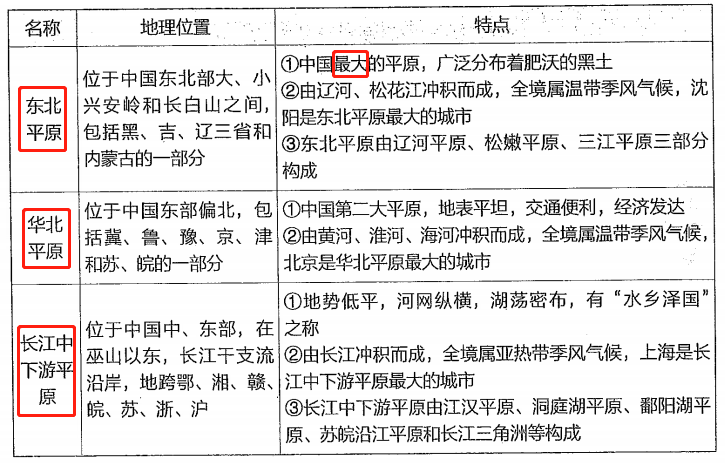 名称 地理位置 特点
东北
平原
位于中国东北部大、小
兴安岭和长白山之间，
包括黑、吉、辽三省和
内蒙古的一部分
①中国最大的平原，广泛分布着肥沃的黑土
②由辽河、松花江冲积而成，全境属温带季风气候，沈
阳是东北平原最大的城市
③东北平原由辽河平原、松嫩平原、三江平原三部分
构成
华北
平原
位于中国东部偏北，包
括冀、鲁、豫、京、津
和苏、皖的一部分
①中国第二大平原，地表平坦，交通便利，经济发达
②由黄河、淮河、海河冲积而成，全境属温带季风气候，
北京是华北平原最大的城市
长江中
下游平
原
位于中国中、东部，在
巫山以东，长江干支流
沿岸，地跨鄂、湘、赣、
皖、苏、浙、沪
①地势低平，河网纵横，湖荡密布，有“水乡泽国”
之称
②由长江冲积而成，全境属亚热带季风气候，上海是长
江中下游平原最大的城市
③长江中下游平原由江汉平原、洞庭湖平原、鄱阳湖平
原、苏皖沿江平原和长江三角洲等构成